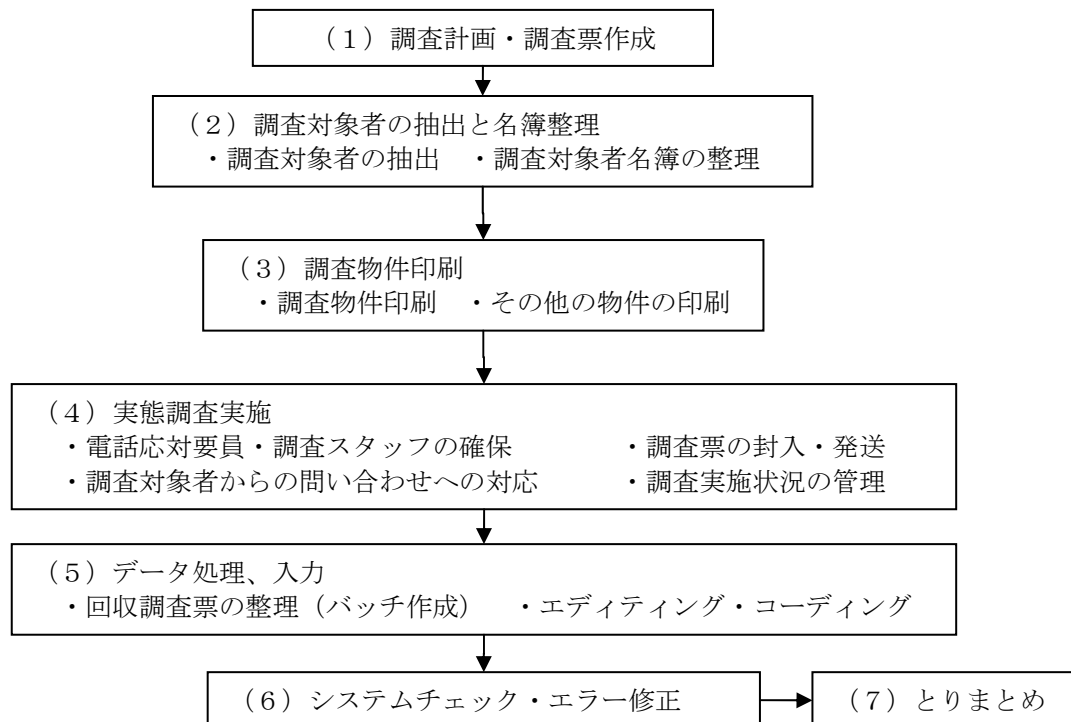 （１）調査計画・調査票作成
（２）調査対象者の抽出と名簿整理
・調査対象者の抽出　・調査対象者名簿の整理
（３）調査物件印刷
・調査物件印刷　・その他の物件の印刷
（４）実態調査実施
・電話応対要員・調査スタッフの確保　・調査票の封入・発送
・調査対象者からの問い合わせへの対応　・調査実施状況の管理
（５）データ処理、入力
・回収調査票の整理（バッチ作成）　・エディティング・コーディング
（６）システムチェック・エラー修正　（７）とりまとめ